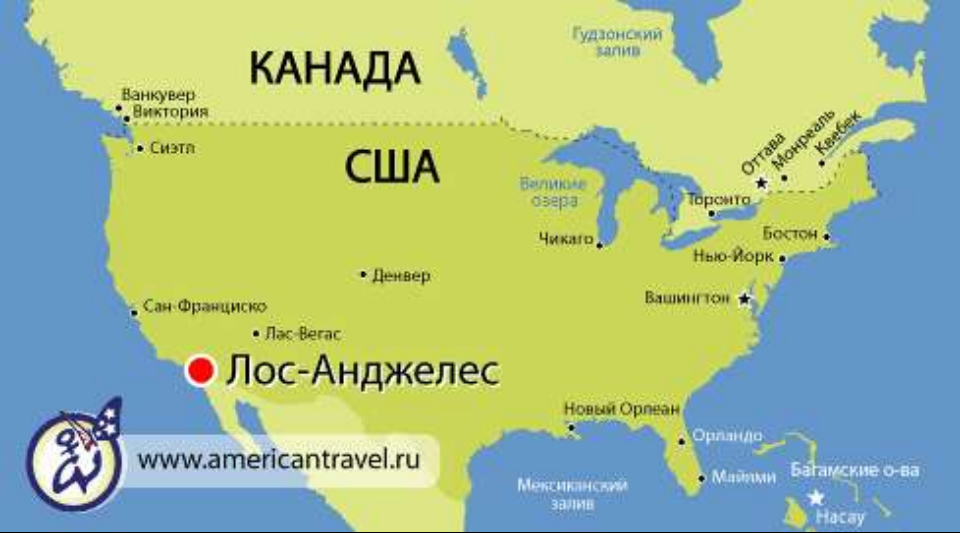 Гудзонский
залив
КАНАДА
Ванкувер
Виктория
Сиэтл
США
Оттава
Монреаль
Квебек
Великие
озера
Торонто
Чикаго
Бостон
Нью-Йорк
Денвер
Вашингтон
Сан-Франциско
Лас-Вегас
Лос-Анджелес
Новый Орлеан
Орландо
www.americantravel.ru
Майями
Багамские о-ва
Мексиканский
залив
Насау